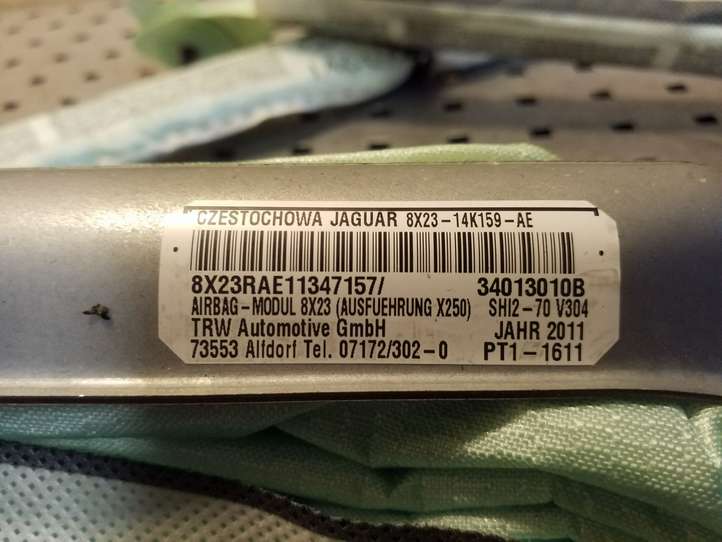 CZESTOCHOWA JAGUAR 8X23-14K159-AE
8X23RAE11347157/ 34013010B
AIRBAG-MODUL 8X23 (AUSFUEHRUNG X250) SHI2-70 V304
TRW Automotive GmbH JAHR 2011
73553 Alfdorf Tel. 07172/302-0 PT1-1611